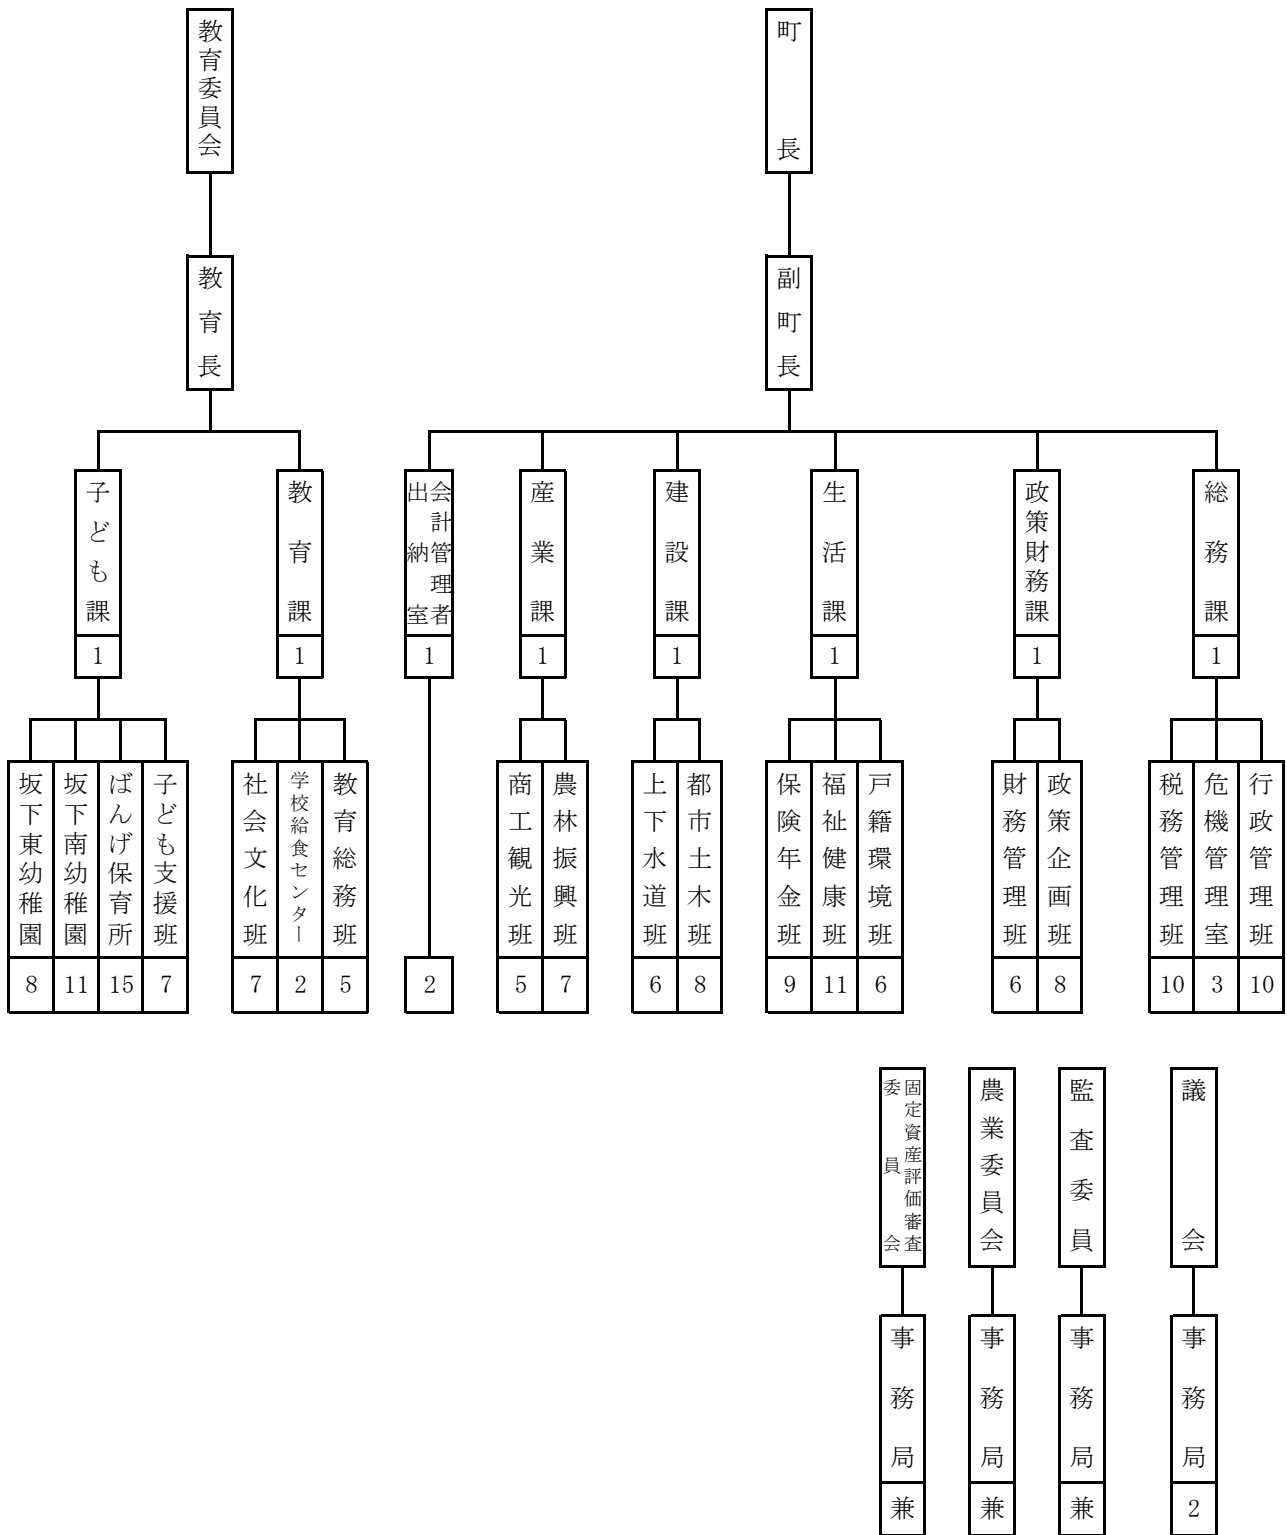 教育委員会
町長
教育長
副町長
子ども課
1
教育課
1
会計管理者
出納室
1
産業課
1
建設課
1
生活課
1
政策財務課
1
総務課
1
坂下東幼稚園
8
坂下南幼稚園
11
ばんげ保育所
15
子ども支援班
7
社会文化班
7
学校給食センター
2
教育総務班
5
2
商工観光班
5
農林振興班
7
上下水道班
6
都市土木班
8
保険年金班
9
福祉健康班
11
戸籍環境班
6
財務管理班
6
政策企画班
8
税務管理班
10
危機管理室
3
行政管理班
10
固定資産評価審査
委員会
農業委員会
監査委員
議会
事務局
兼
事務局
兼
事務局
兼
事務局
2